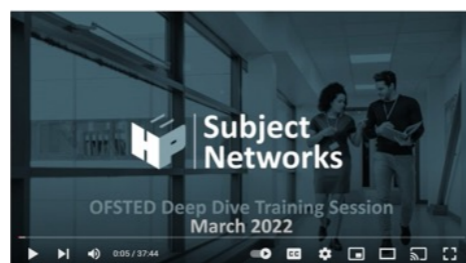 HP
Subject
Networks
OFSTED Deep Dive Training Session
March 2022
0:05 / 37:44
CC